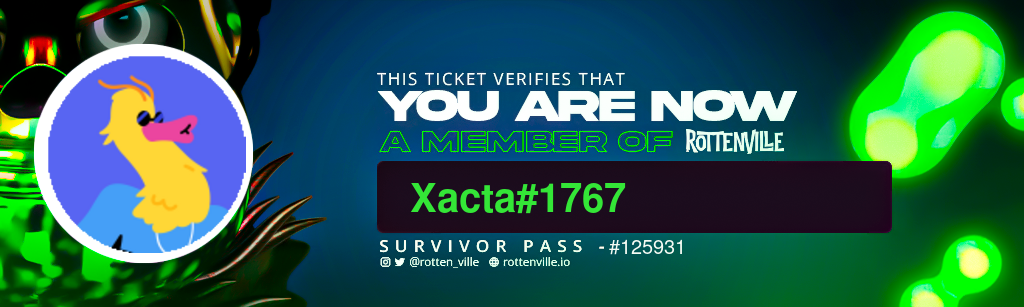 THIS TICKET VERIFIES THAT
YOU ARE NOW
A MEMBER OF ROTTENVILLE
Xacta#1767
SURVIVOR PASS - #125931
@rotten_ville rottenville.io